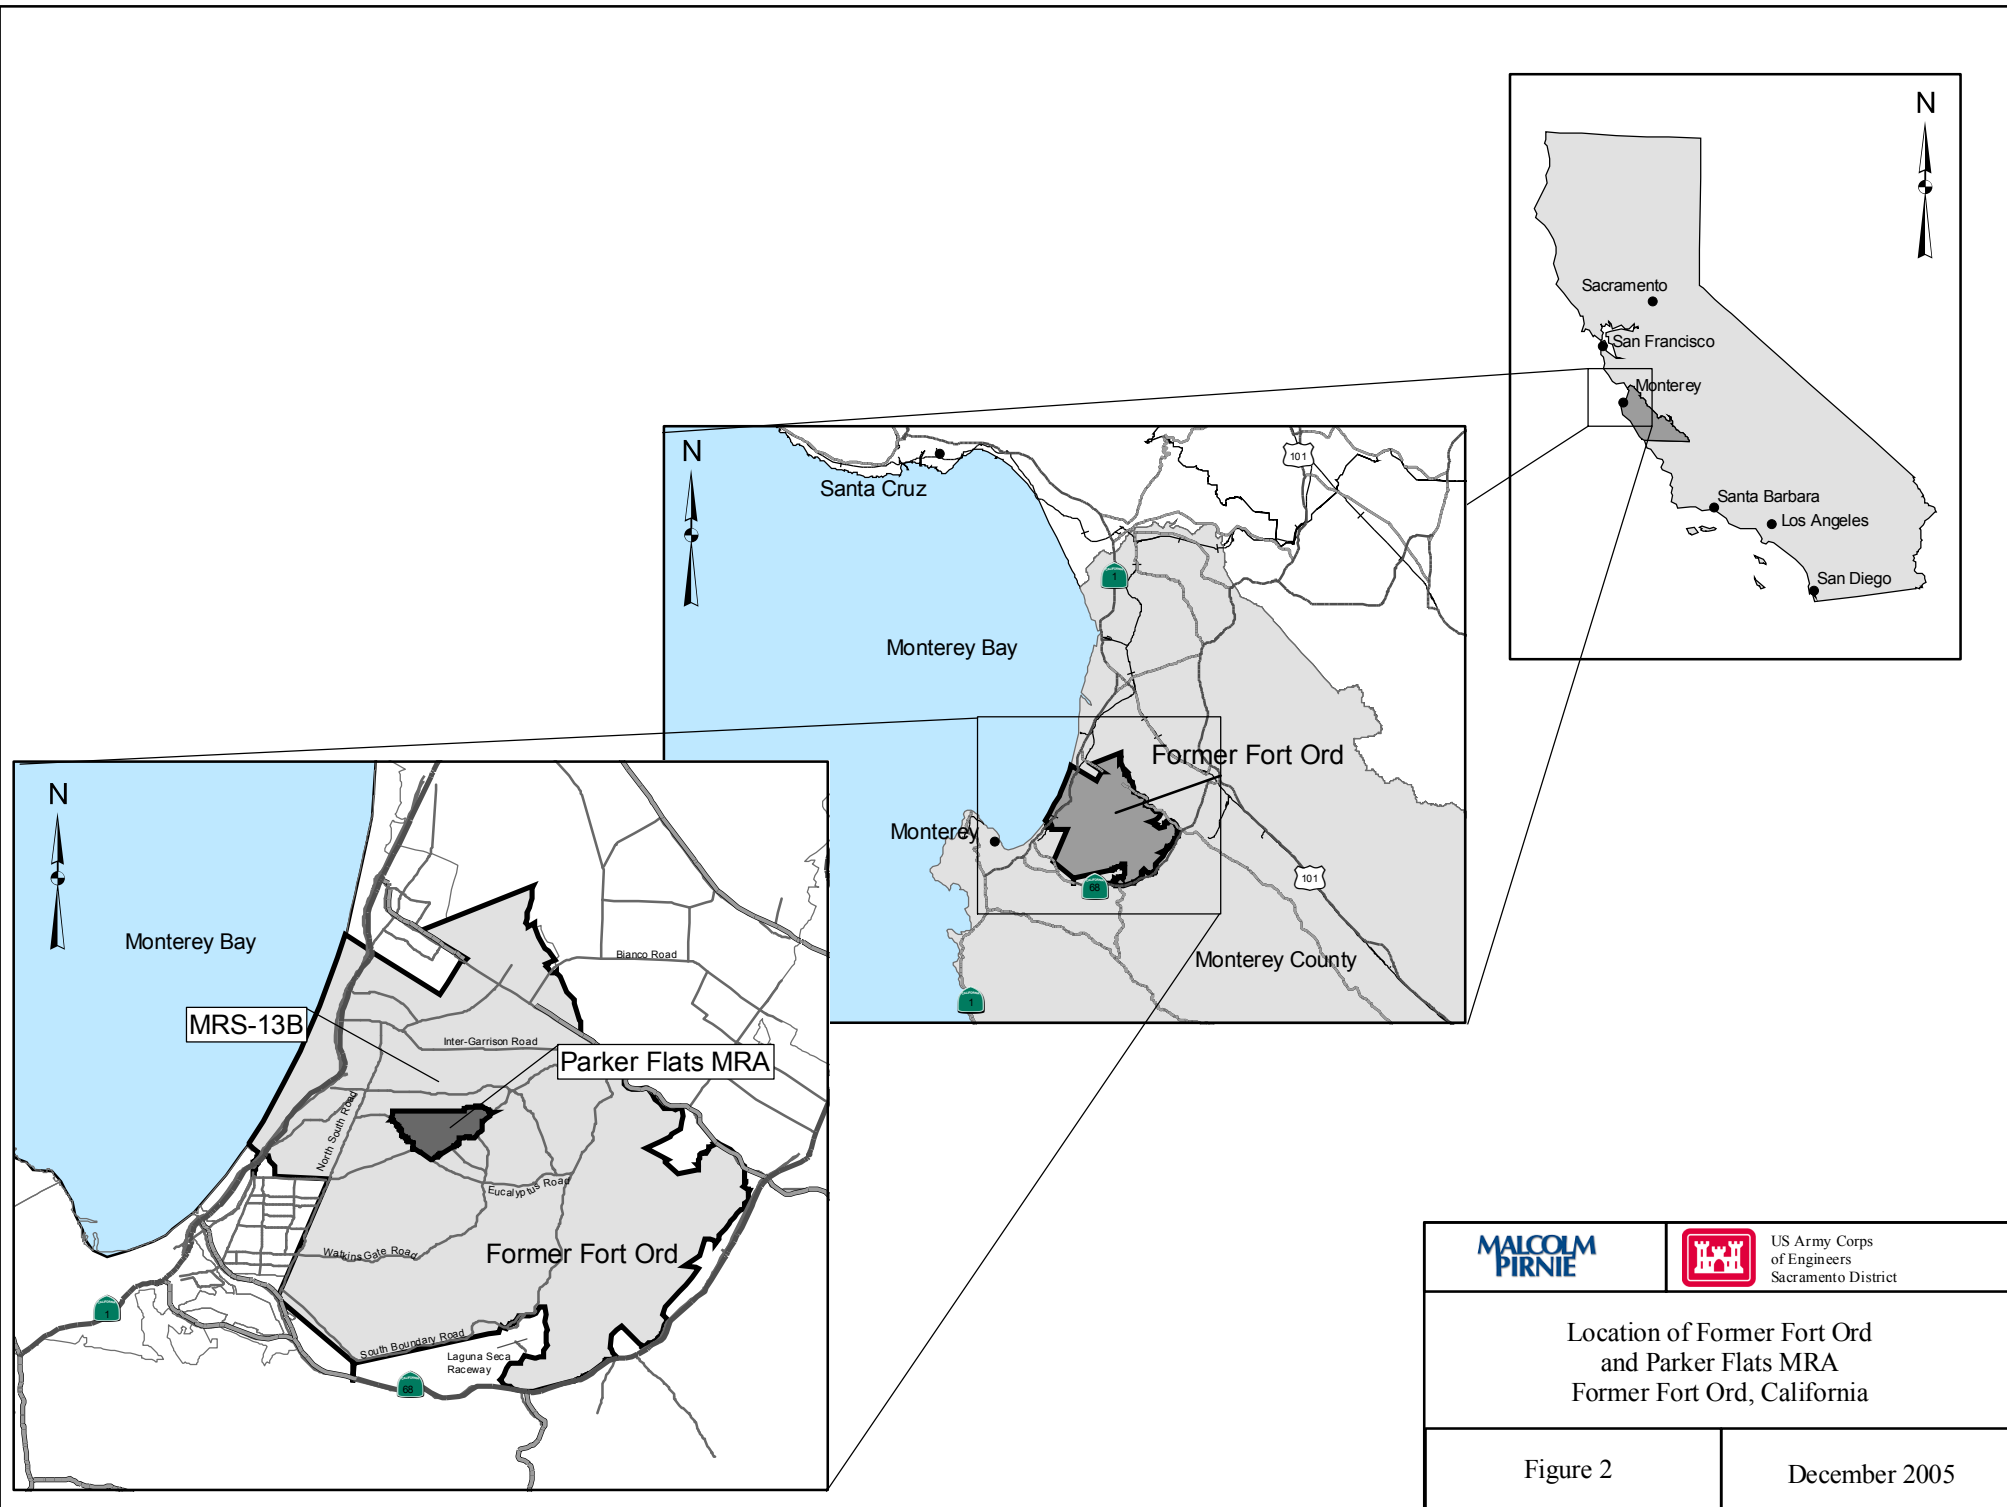 N
Sacramento
San Francisco
Monterey
Santa Barbara
Los Angeles
San Diego
N
Santa Cruz
101
1
Monterey Bay
Former Fort Ord
Monterey
68
101
Monterey County
1
N
Monterey Bay
Bianco Road
MRS-13B
Inter-Garrison Road
Parker Flats MRA
North South Road
Eucalyptus Road
Watkins Gate Road
Former Fort Ord
1
South Boundary Road
Laguna Seca
Raceway
68
MALCOLM
PIRNIE
US Army Corps
of Engineers
Sacramento District
Location of Former Fort Ord
and Parker Flats MRA
Former Fort Ord, California
Figure 2
December 2005